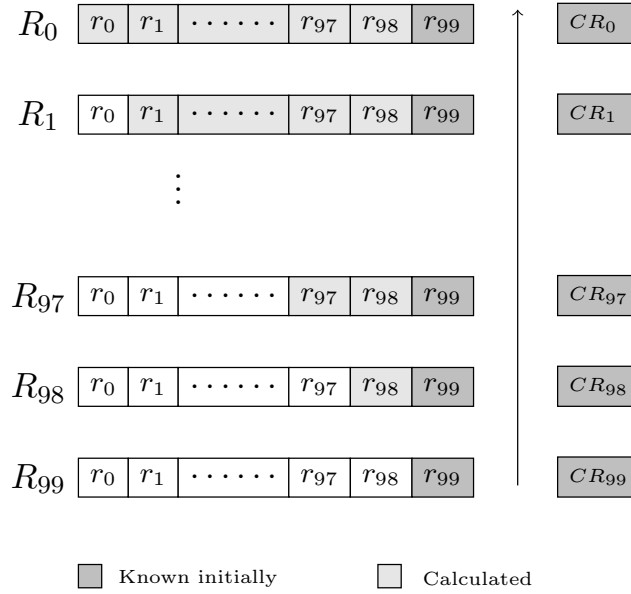 R₀ r₀ r₁ ······ r₉₇ r₉₈ r₉₉ CR₀
R₁ r₀ r₁ ······ r₉₇ r₉₈ r₉₉ CR₁
⋮
R₉₇ r₀ r₁ ······ r₉₇ r₉₈ r₉₉ CR₉₇
R₉₈ r₀ r₁ ······ r₉₇ r₉₈ r₉₉ CR₉₈
R₉₉ r₀ r₁ ······ r₉₇ r₉₈ r₉₉ CR₉₉
Known initially Calculated